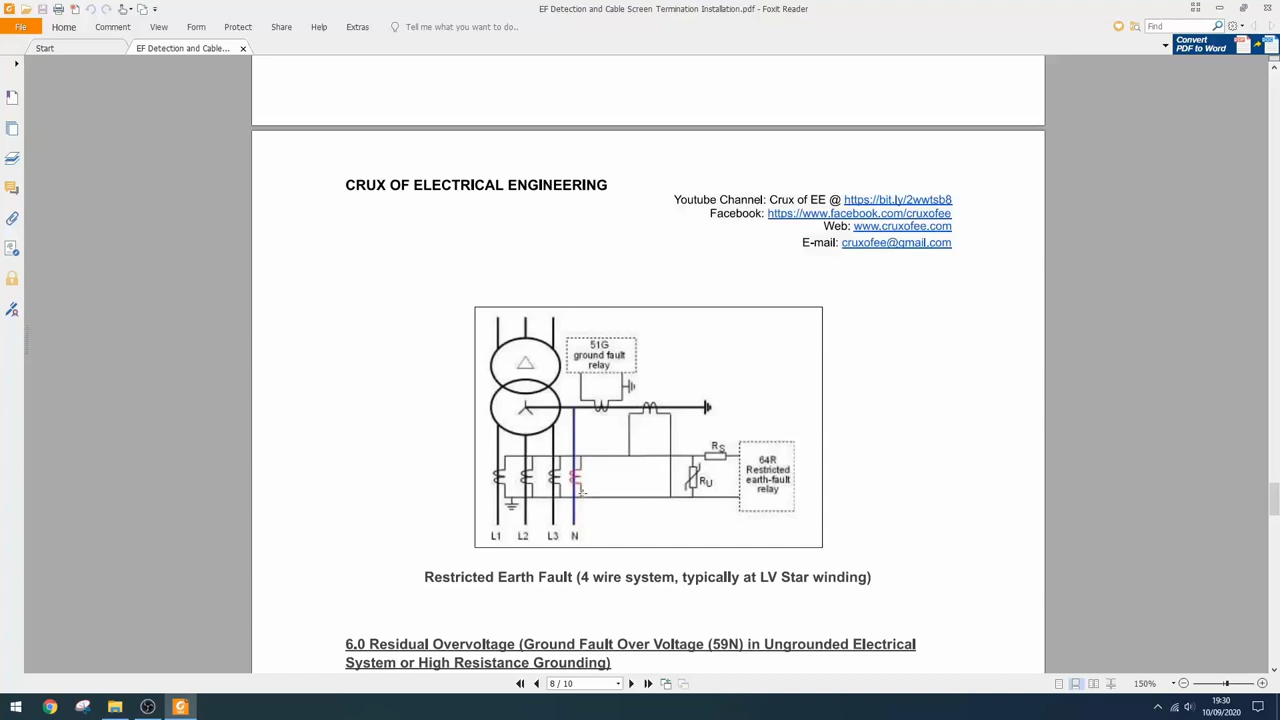 EF Detection and Cable Screen Termination Installation.pdf - Foxit Reader
File Home Comment View Form Protect Share Help Extras Tell me what you want to do... Find
Start EF Detection and Cable...
Convert
PDF to Word
CRUX OF ELECTRICAL ENGINEERING
Youtube Channel: Crux of EE @ https://bit.ly/2wwtsb8
Facebook: https://www.facebook.com/cruxofee
Web: www.cruxofee.com
E-mail: cruxofee@gmail.com
51G
ground fault
relay
RS
64R
Restricted
earth-fault
relay
RU
L1 L2 L3 N
Restricted Earth Fault (4 wire system, typically at LV Star winding)
6.0 Residual Overvoltage (Ground Fault Over Voltage (59N) in Ungrounded Electrical
System or High Resistance Grounding)
8 / 10
150%
19:30
10/09/2020